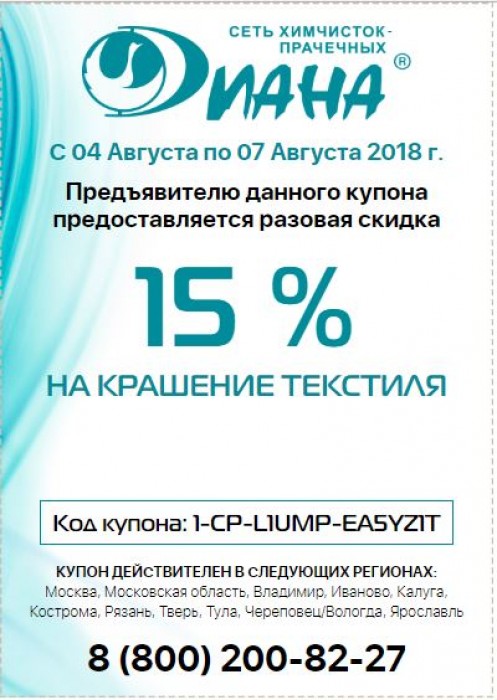 СЕТЬ ХИМЧИСТОК-
ПРАЧЕЧНЫХ
ДИАНА®
С 04 Августа по 07 Августа 2018 г.
Предъявителю данного купона
предоставляется разовая скидка
15 %
НА КРАШЕНИЕ ТЕКСТИЛЯ
Код купона: 1-CP-L1UMP-EA5YZ1T
КУПОН ДЕЙСТВИТЕЛЕН В СЛЕДУЮЩИХ РЕГИОНАХ:
Москва, Московская область, Владимир, Иваново, Калуга,
Кострома, Рязань, Тверь, Тула, Череповец/Вологда, Ярославль
8 (800) 200-82-27